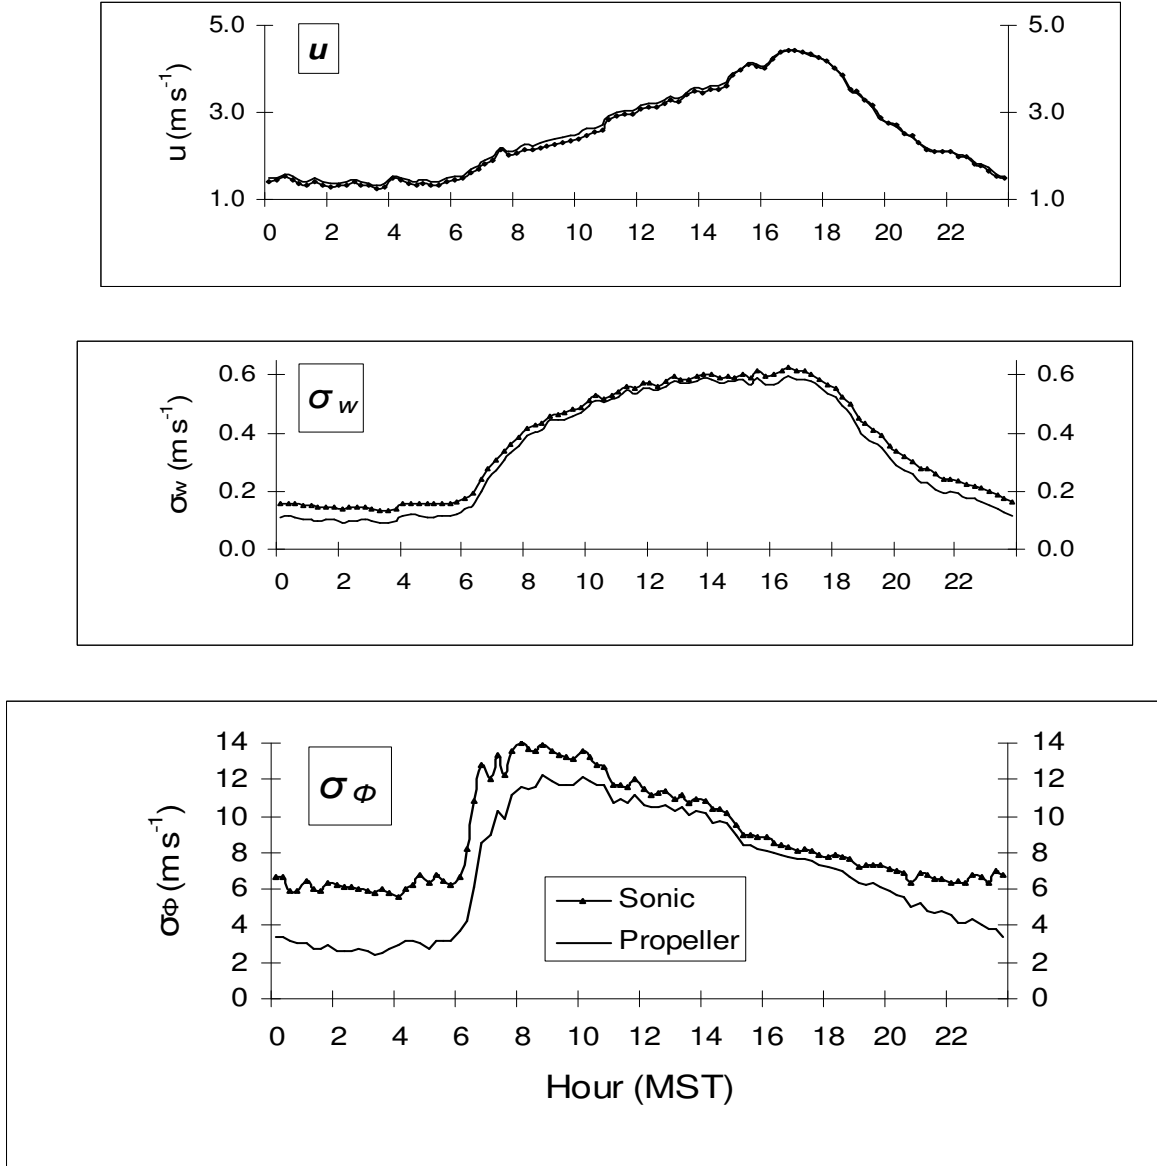 5.0 u 5.0
u (m s-1)
3.0 3.0
1.0 1.0
0 2 4 6 8 10 12 14 16 18 20 22
0.6 σ w 0.6
σw (m s-1)
0.4 0.4
0.2 0.2
0.0 0.0
0 2 4 6 8 10 12 14 16 18 20 22
14 14
12 σ Φ 12
σΦ (m s-1)
10 10
8 8
6 Sonic 6
4 Propeller 4
2 2
0 0
0 2 4 6 8 10 12 14 16 18 20 22
Hour (MST)